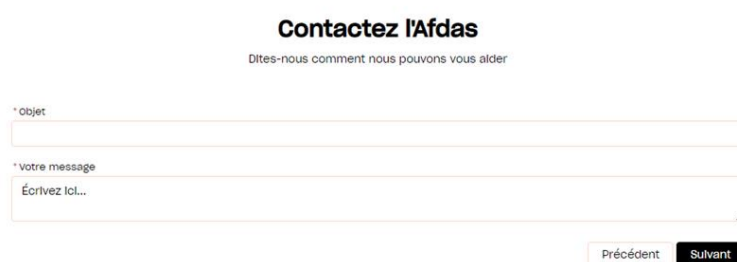 Contactez l'Afdas
Dites-nous comment nous pouvons vous aider
* Objet
* Votre message
Écrivez ici...
Précédent Suivant